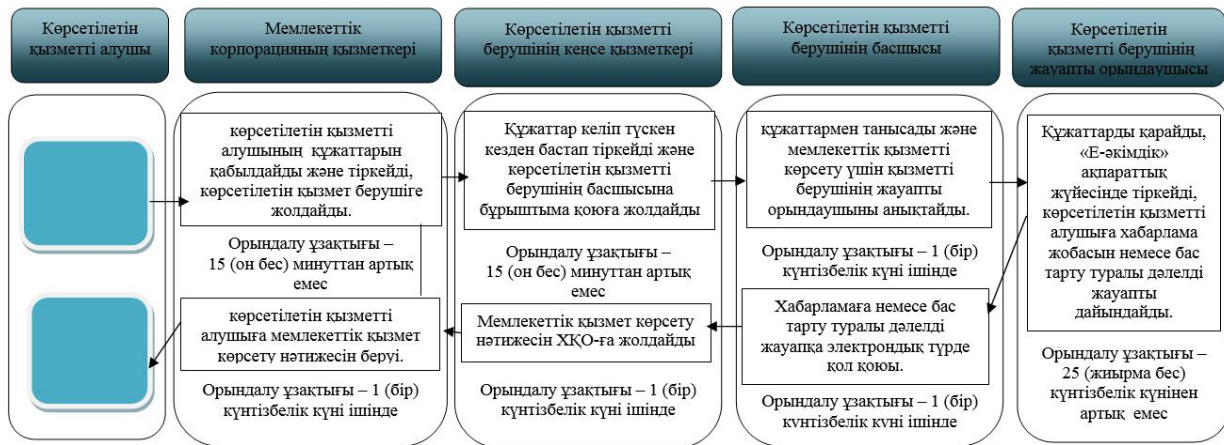 Көрсетілетін
қызметті алушы
Мемлекеттік
корпорацияның қызметкері
Көрсетілетін қызметті
берушінің кеңсе қызметкері
Көрсетілетін қызметті
берушінің басшысы
Көрсетілетін
қызметті берушінің
жауапты орындаушысы
көрсетілетін қызметті
алушының құжаттарын
қабылдайды және тіркейді,
көрсетілетін қызмет берушіге
жолдайды.
Орындалу ұзақтығы –
15 (он бес) минуттан артық
емес
көрсетілетін қызметті
алушыға мемлекеттік қызмет
көрсету нәтижесін беруі.
Орындалу ұзақтығы – 1 (бір)
күнтізбелік күні ішінде
Құжаттар келіп түскен
кезден бастап тіркейді және
көрсетілетін қызметті
берушінің басшысына
бұрыштыма қоюға жолдайды
Орындалу ұзақтығы –
15 (он бес) минуттан артық
емес
Мемлекеттік қызмет көрсету
нәтижесін ХҚО-ға жолдайды
Орындалу ұзақтығы – 1 (бір)
күнтізбелік күні ішінде
құжаттармен танысады және
мемлекеттік қызметті
көрсету үшін қызметті
берушінің жауапты
орындаушыны анықтайды.
Орындалу ұзақтығы – 1 (бір)
күнтізбелік күні ішінде
Хабарламаға немесе бас
тарту туралы дәлелді
жауапқа электрондық түрде
қол қоюы.
Орындалу ұзақтығы – 1 (бір)
күнтізбелік күні ішінде
Құжаттарды қарайды,
«Е-әкімдік»
ақпараттық
жүйесінде тіркейді,
көрсетілетін қызметті
алушыға хабарлама
жобасын немесе бас
тарту туралы дәлелді
жауапты
дайындайды.
Орындалу ұзақтығы –
25 (жиырма бес)
күнтізбелік күнінен
артық емес